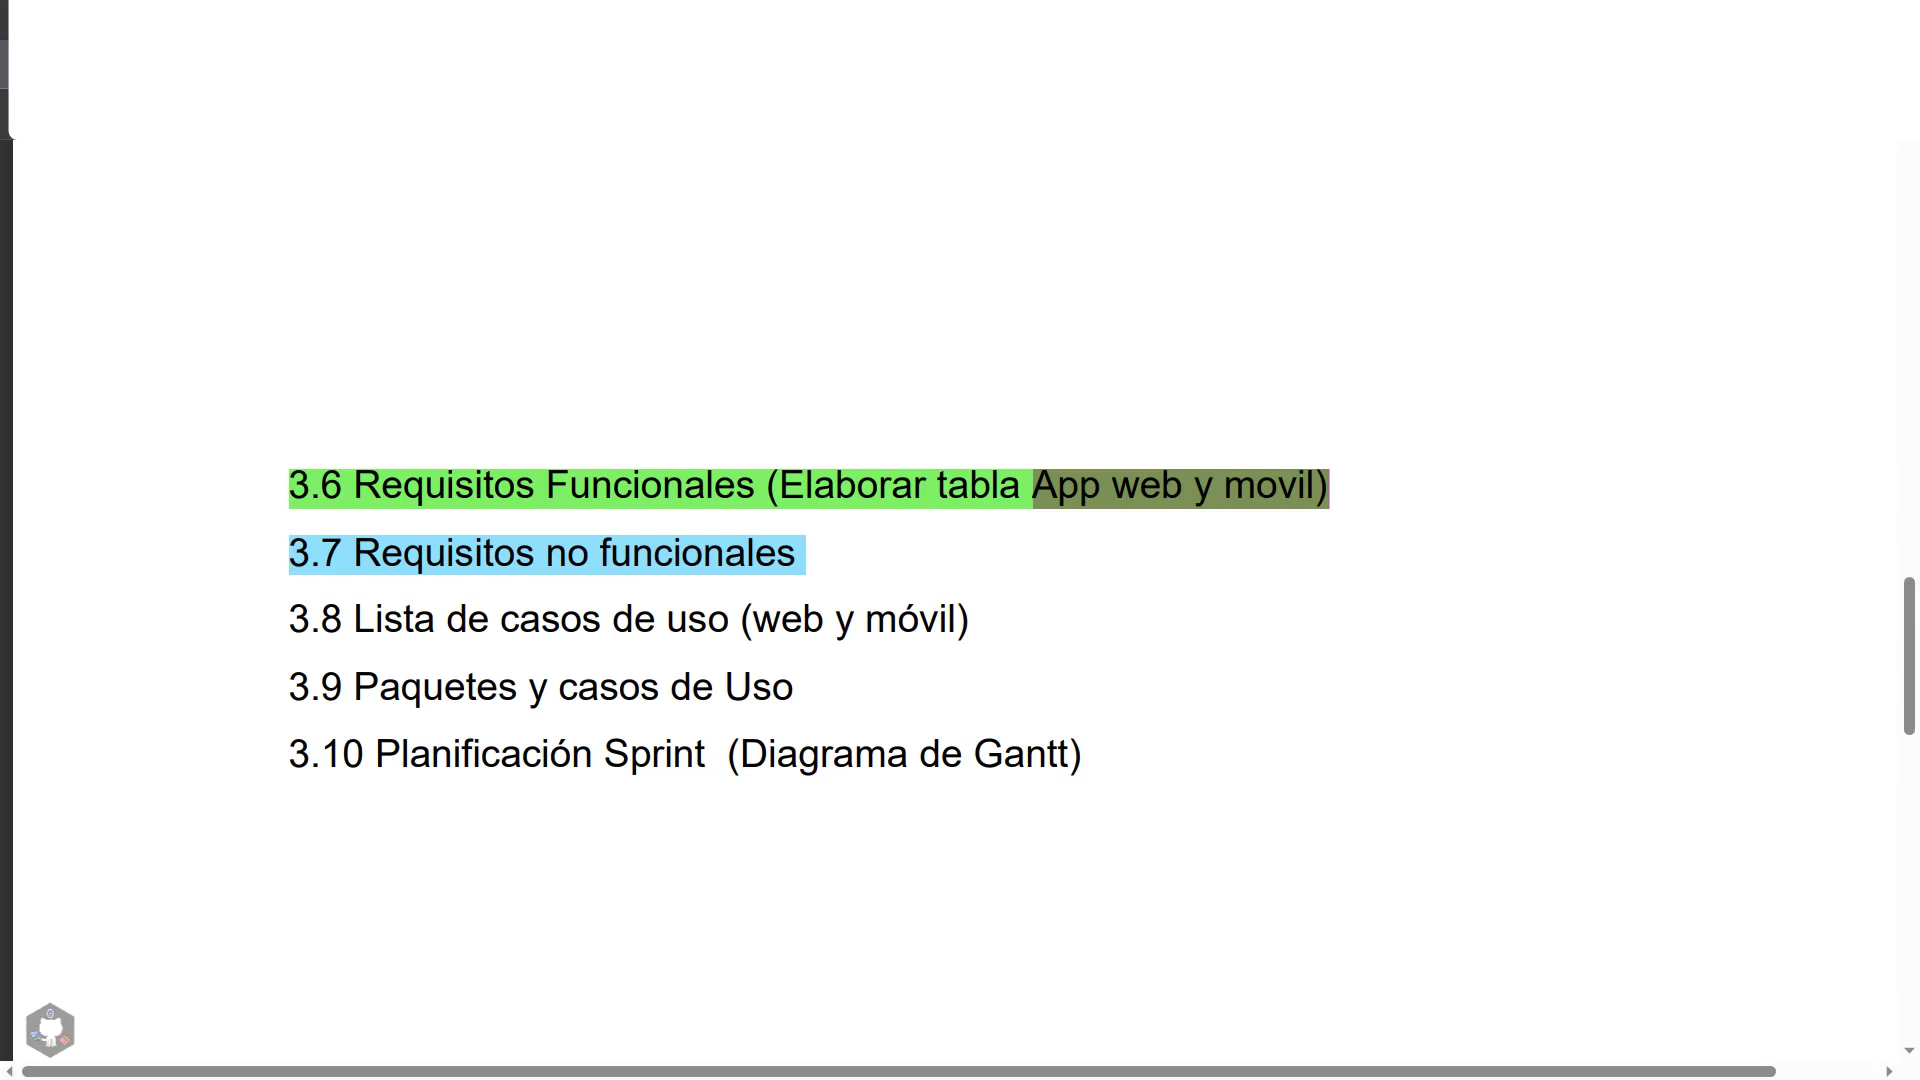 3.6 Requisitos Funcionales (Elaborar tabla App web y movil)
3.7 Requisitos no funcionales
3.8 Lista de casos de uso (web y móvil)
3.9 Paquetes y casos de Uso
3.10 Planificación Sprint  (Diagrama de Gantt)